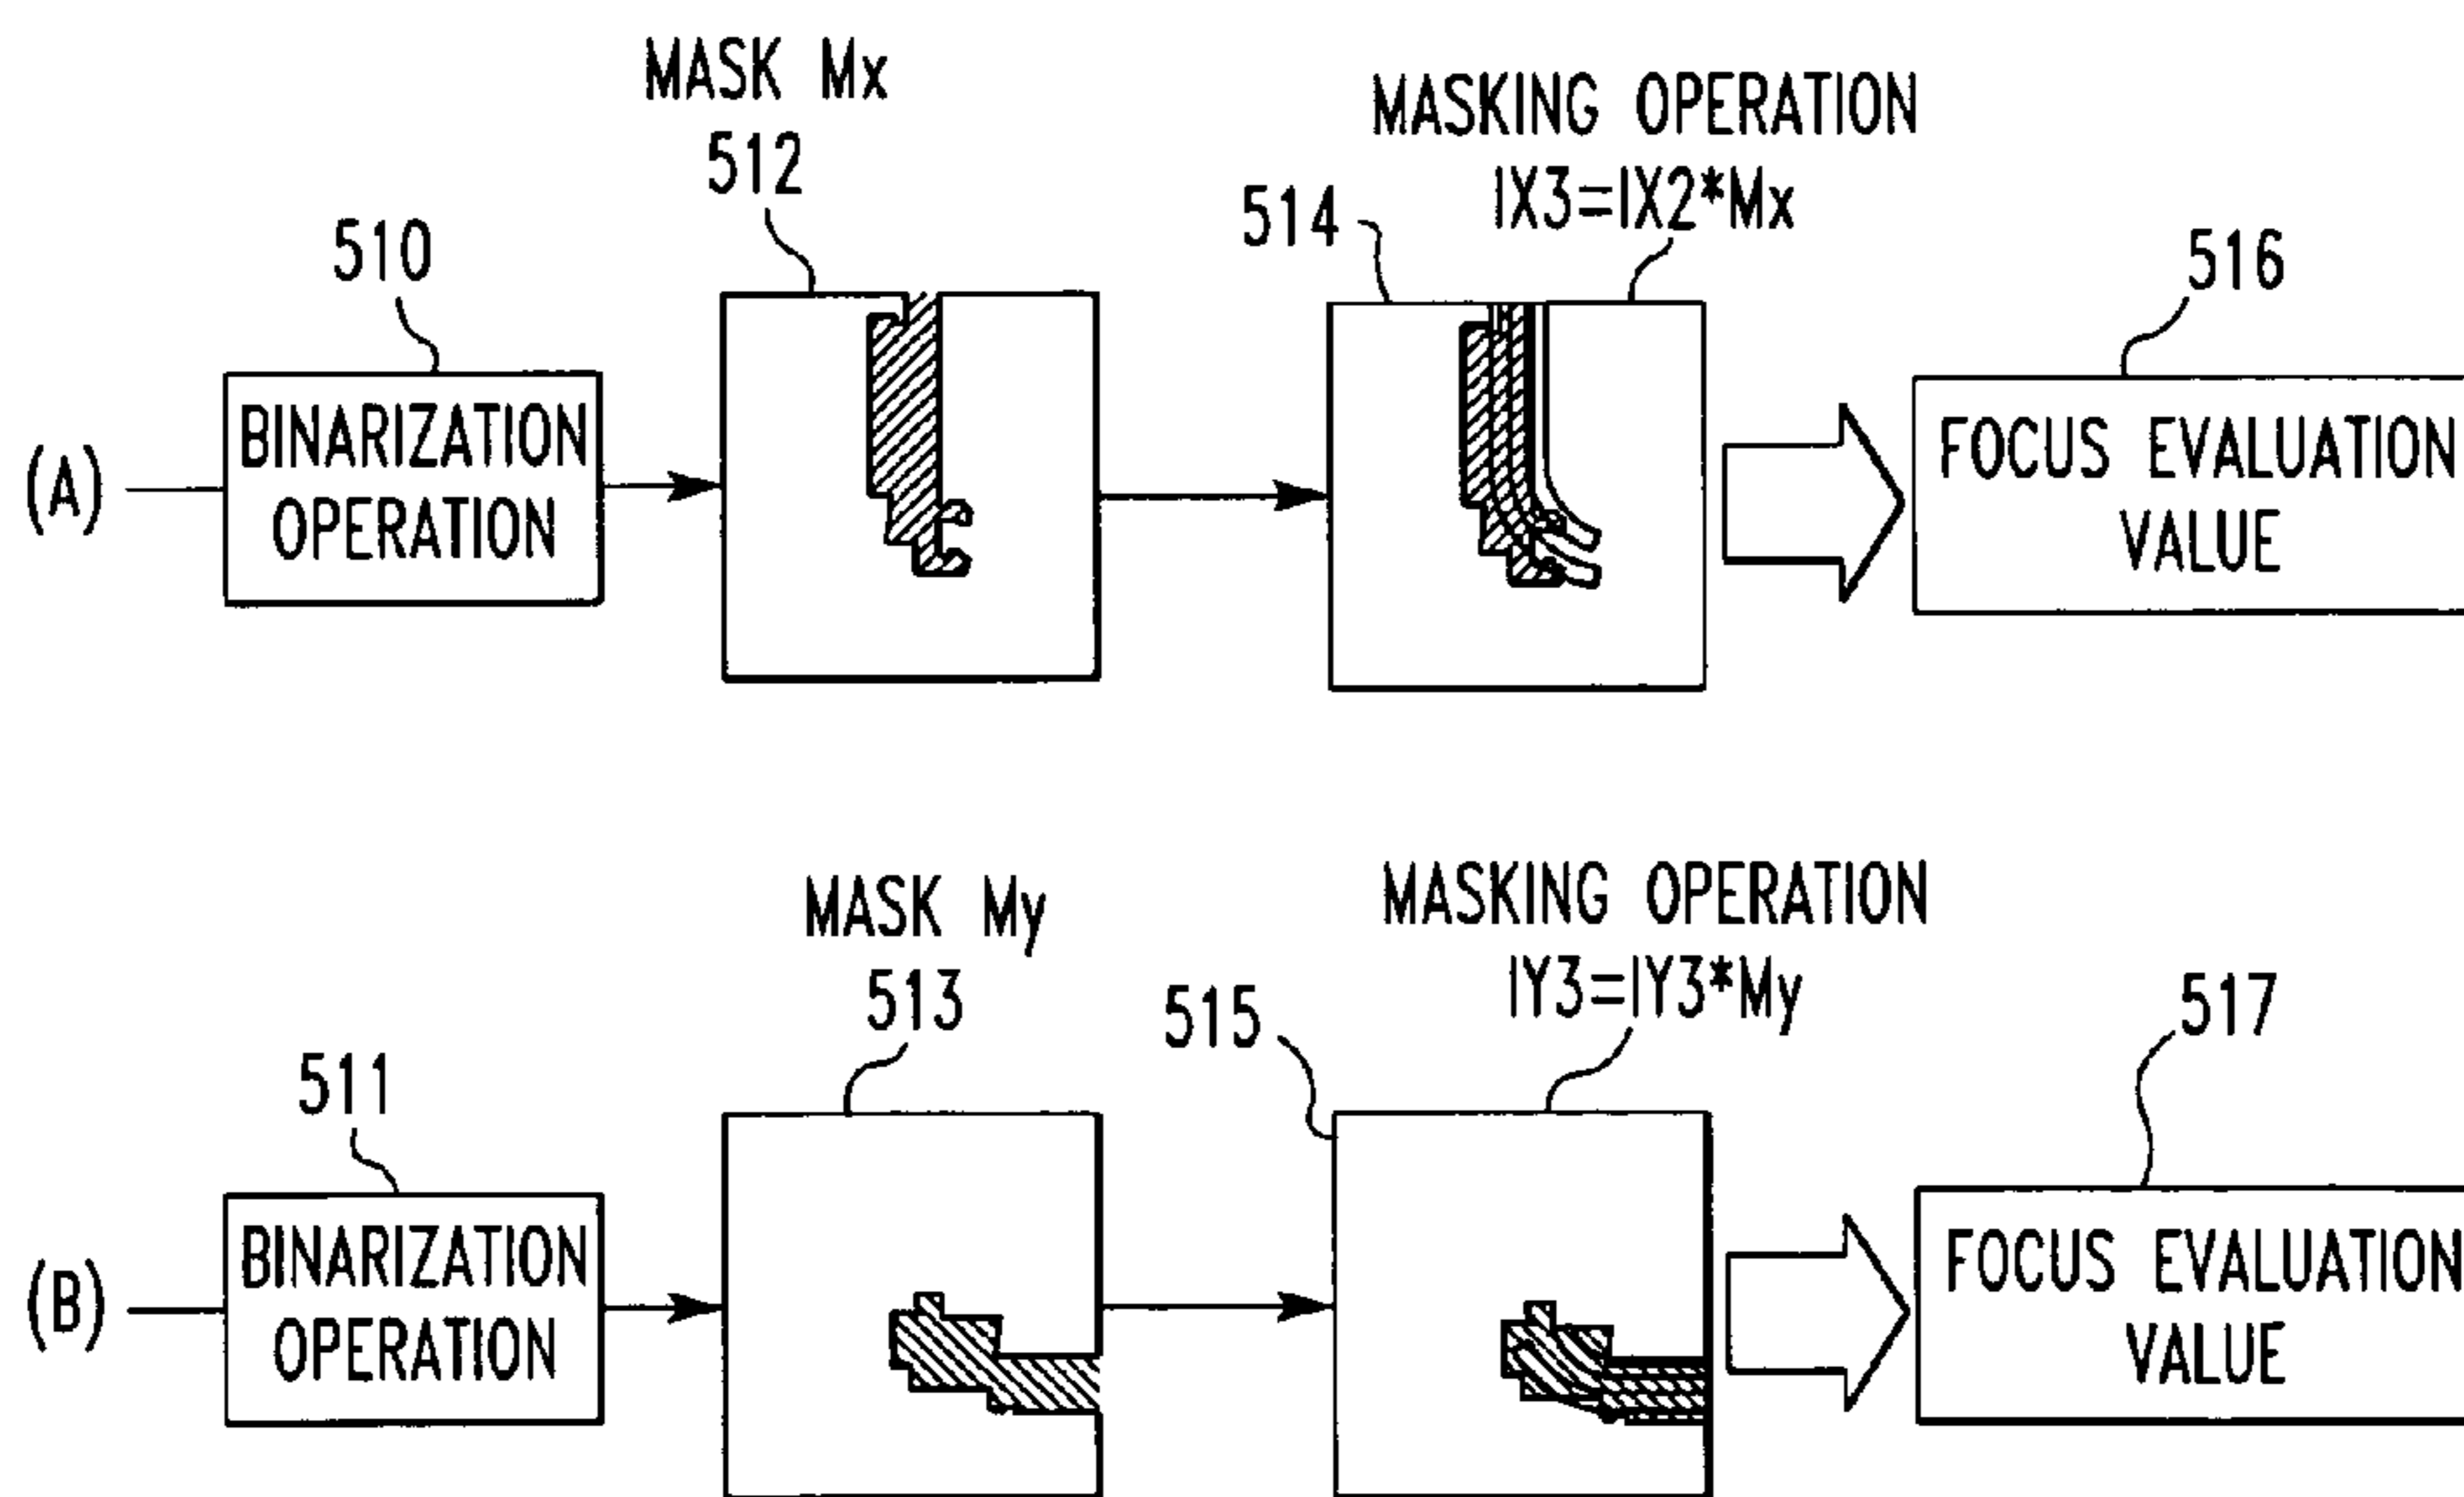 MASK Mx
512
MASKING OPERATION
IX3=IX2*Mx
514
510
516
(A)
BINARIZATION
OPERATION
FOCUS EVALUATION
VALUE
MASK My
513
MASKING OPERATION
IY3=IY3*My
515
517
511
(B)
BINARIZATION
OPERATION
FOCUS EVALUATION
VALUE